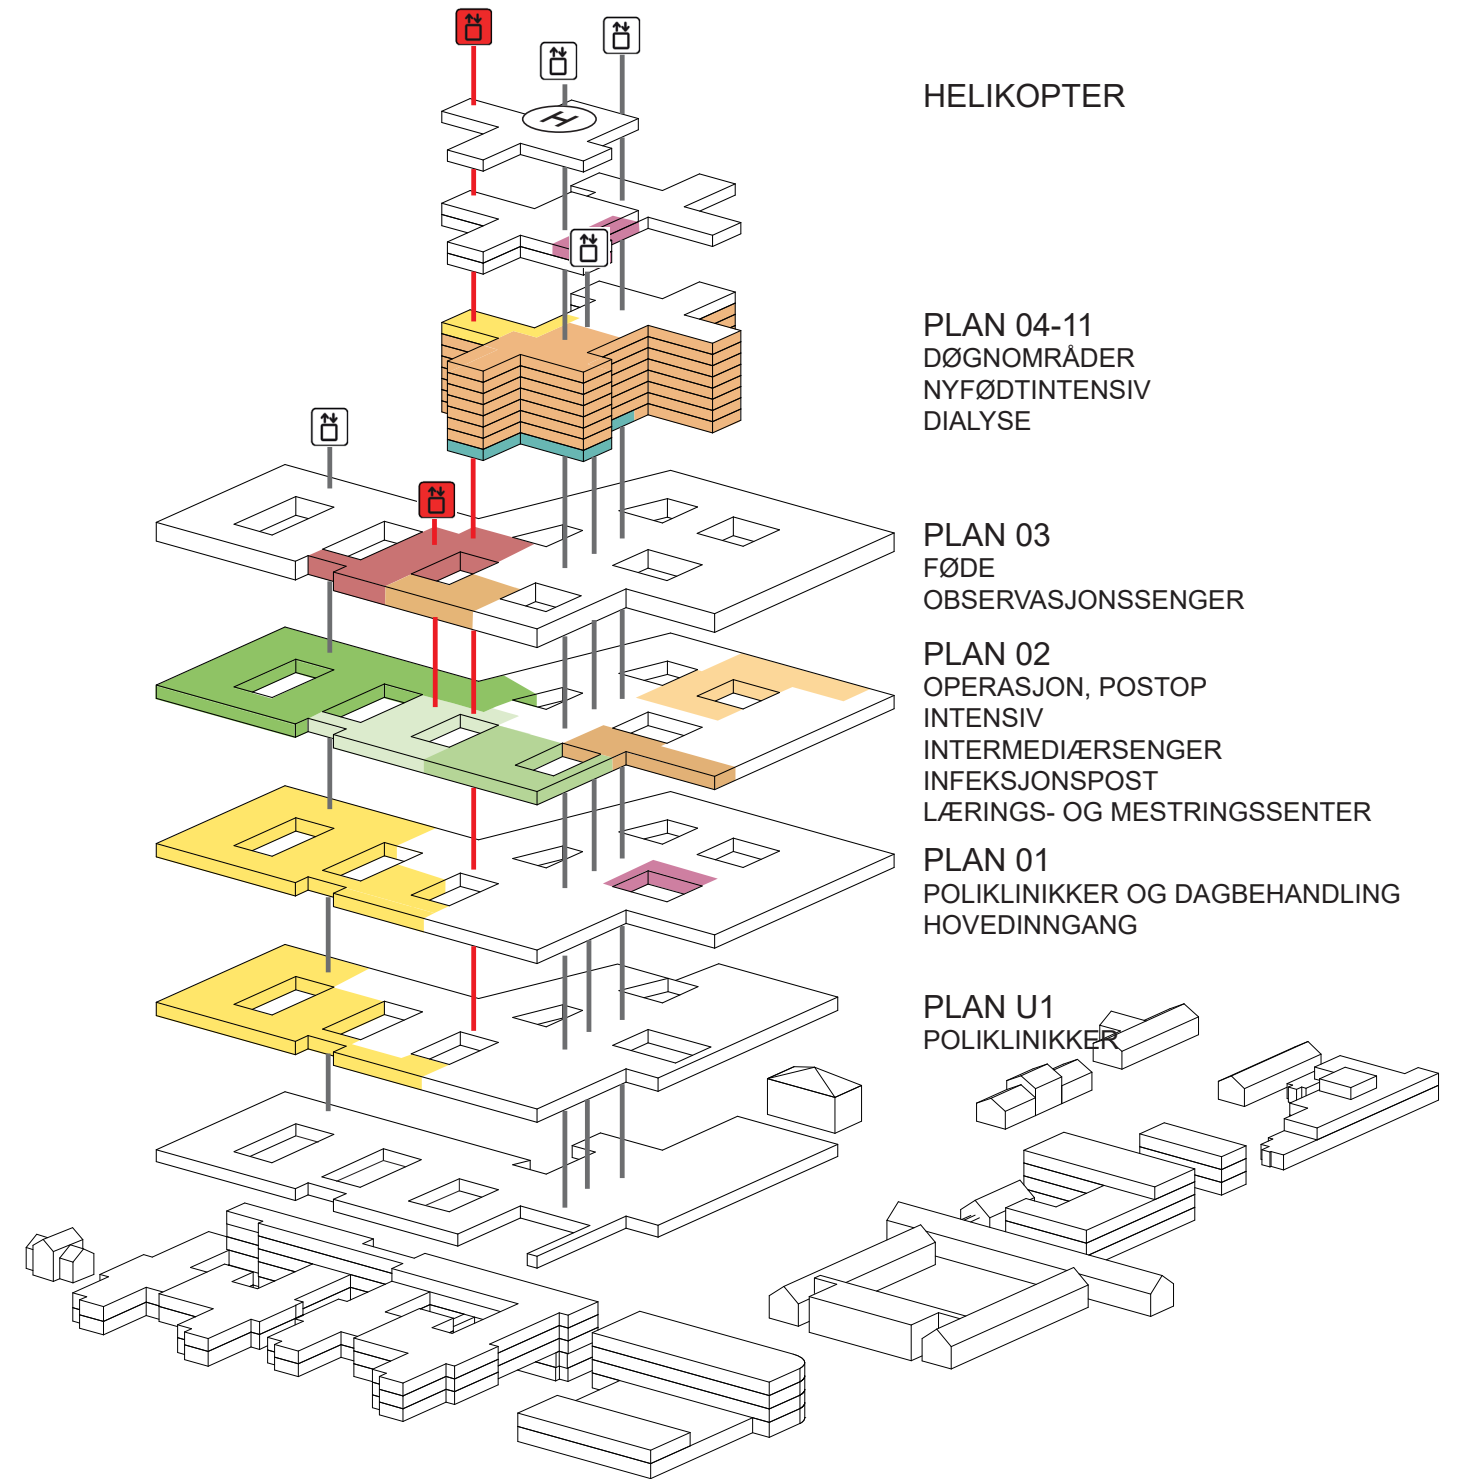 HELIKOPTER
H
PLAN 04-11
DØGNOMRÅDER
NYFØDTINTENSIV
DIALYSE
PLAN 03
FØDE
OBSERVASJONSSENGER
PLAN 02
OPERASJON, POSTOP
INTENSIV
INTERMEDIÆRSENGER
INFEKSJONSPOST
LÆRINGS- OG MESTRINGSSENTER
PLAN 01
POLIKLINIKKER OG DAGBEHANDLING
HOVEDINNGANG
PLAN U1
POLIKLINIKKER